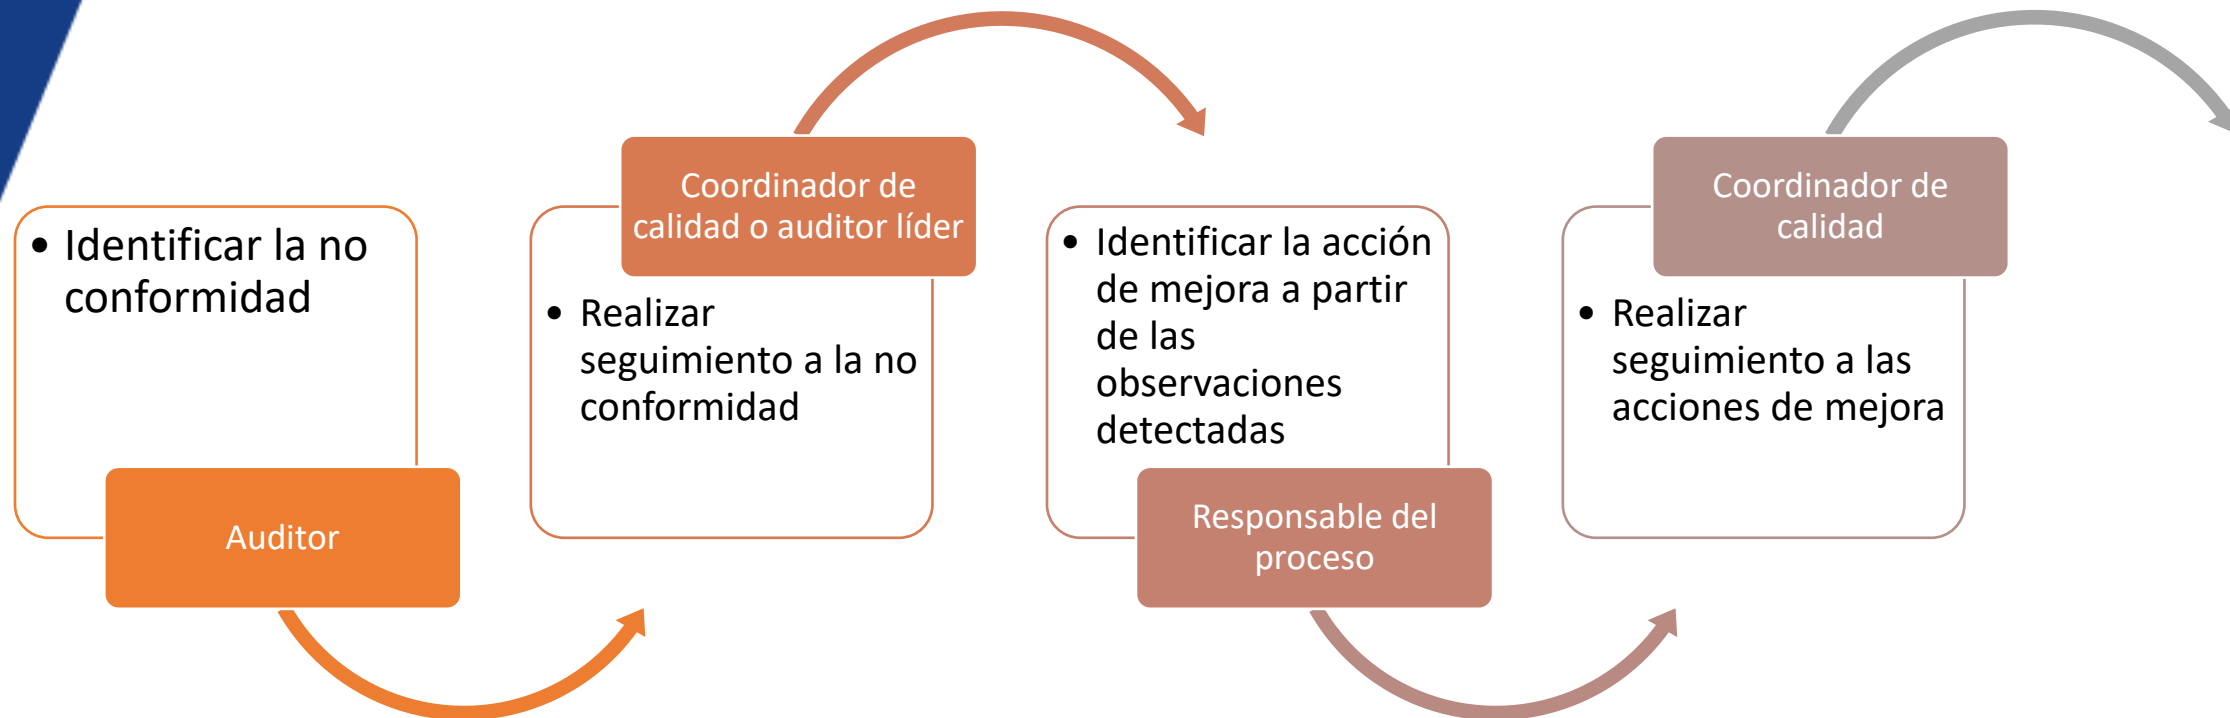 • Identificar la no
conformidad
Auditor
Coordinador de
calidad o auditor líder
• Realizar
seguimiento a la no
conformidad
• Identificar la acción
de mejora a partir
de las
observaciones
detectadas
Responsable del
proceso
Coordinador de
calidad
• Realizar
seguimiento a las
acciones de mejora